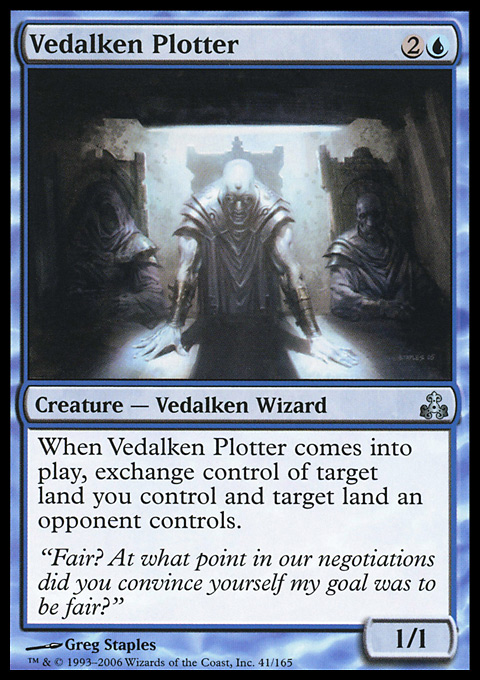 Vedalken Plotter 2
Creature — Vedalken Wizard
When Vedalken Plotter comes into
play, exchange control of target
land you control and target land an
opponent controls.
“Fair? At what point in our negotiations
did you convince yourself my goal was to
be fair?”
Greg Staples
1/1
™ & © 1993–2006 Wizards of the Coast, Inc. 41/165